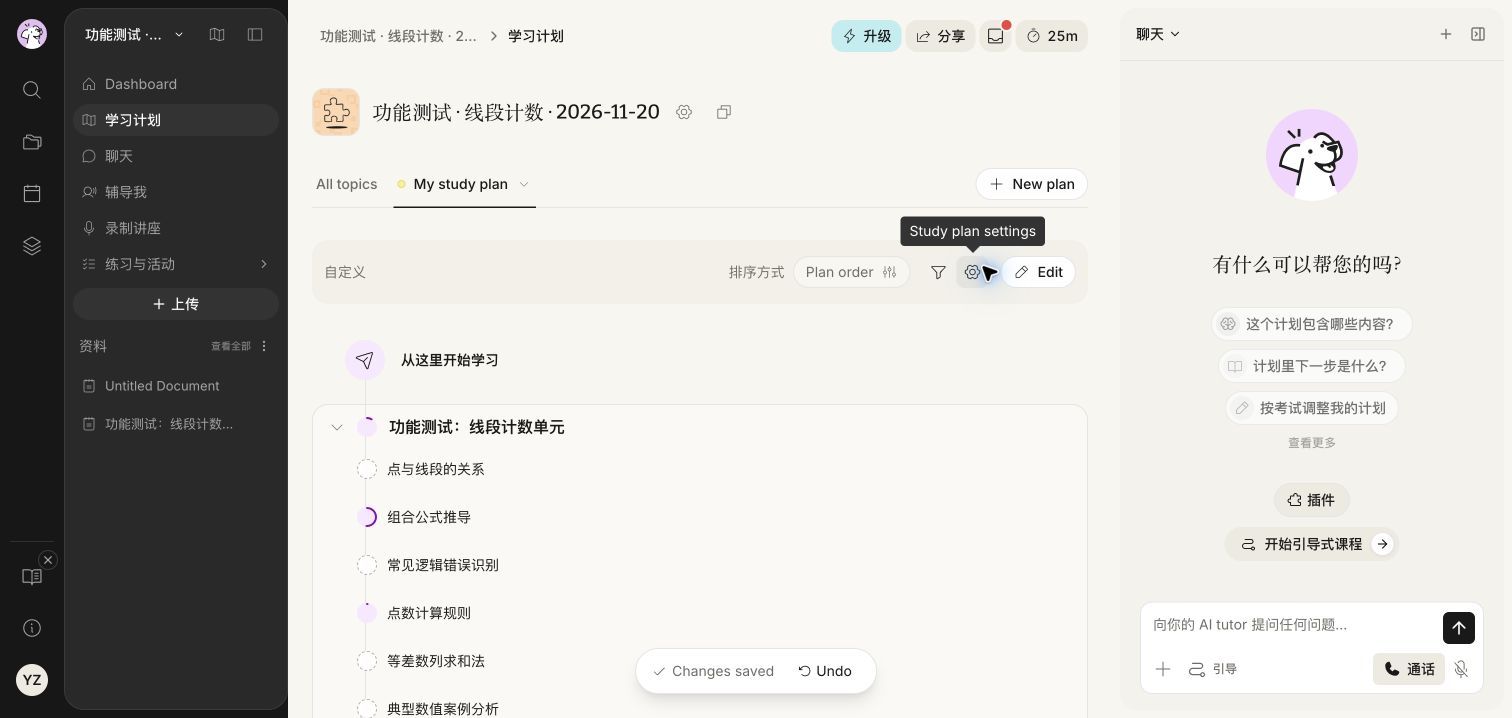 功能测试 ·...
Dashboard
学习计划
聊天
辅导我
录制讲座
练习与活动
上传
资料
查看全部
Untitled Document
功能测试：线段计数...
YZ
功能测试 · 线段计数 · 2...
学习计划
升级
分享
25m
功能测试 · 线段计数 · 2026-11-20
All topics
My study plan
New plan
Study plan settings
自定义
排序方式
Plan order
Edit
从这里开始学习
功能测试：线段计数单元
点与线段的关系
组合公式推导
常见逻辑错误识别
点数计算规则
等差数列求和法
典型数值案例分析
Changes saved
Undo
聊天
有什么可以帮您的吗?
这个计划包含哪些内容?
计划里下一步是什么?
按考试调整我的计划
查看更多
插件
开始引导式课程
向你的 AI tutor 提问任何问题...
引导
通话